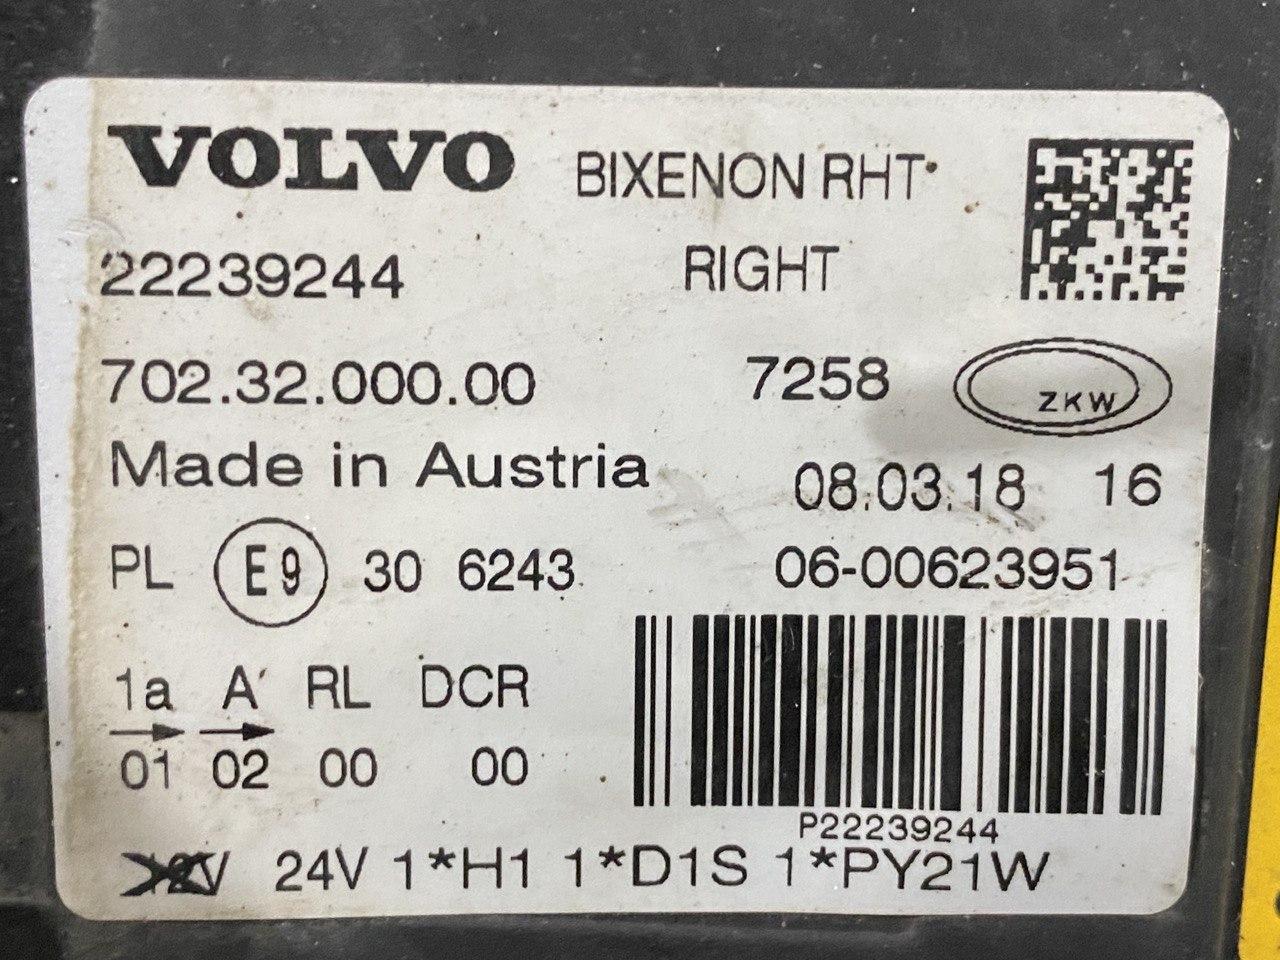 VOLVO BIXENON RHT
22239244 RIGHT
702.32.000.00 7258 ZKW
Made in Austria 08.03.18 16
PL E9 30 6243 06-00623951
1a A RL DCR
01 02 00 00
P22239244
12V 24V 1*H1 1*D1S 1*PY21W